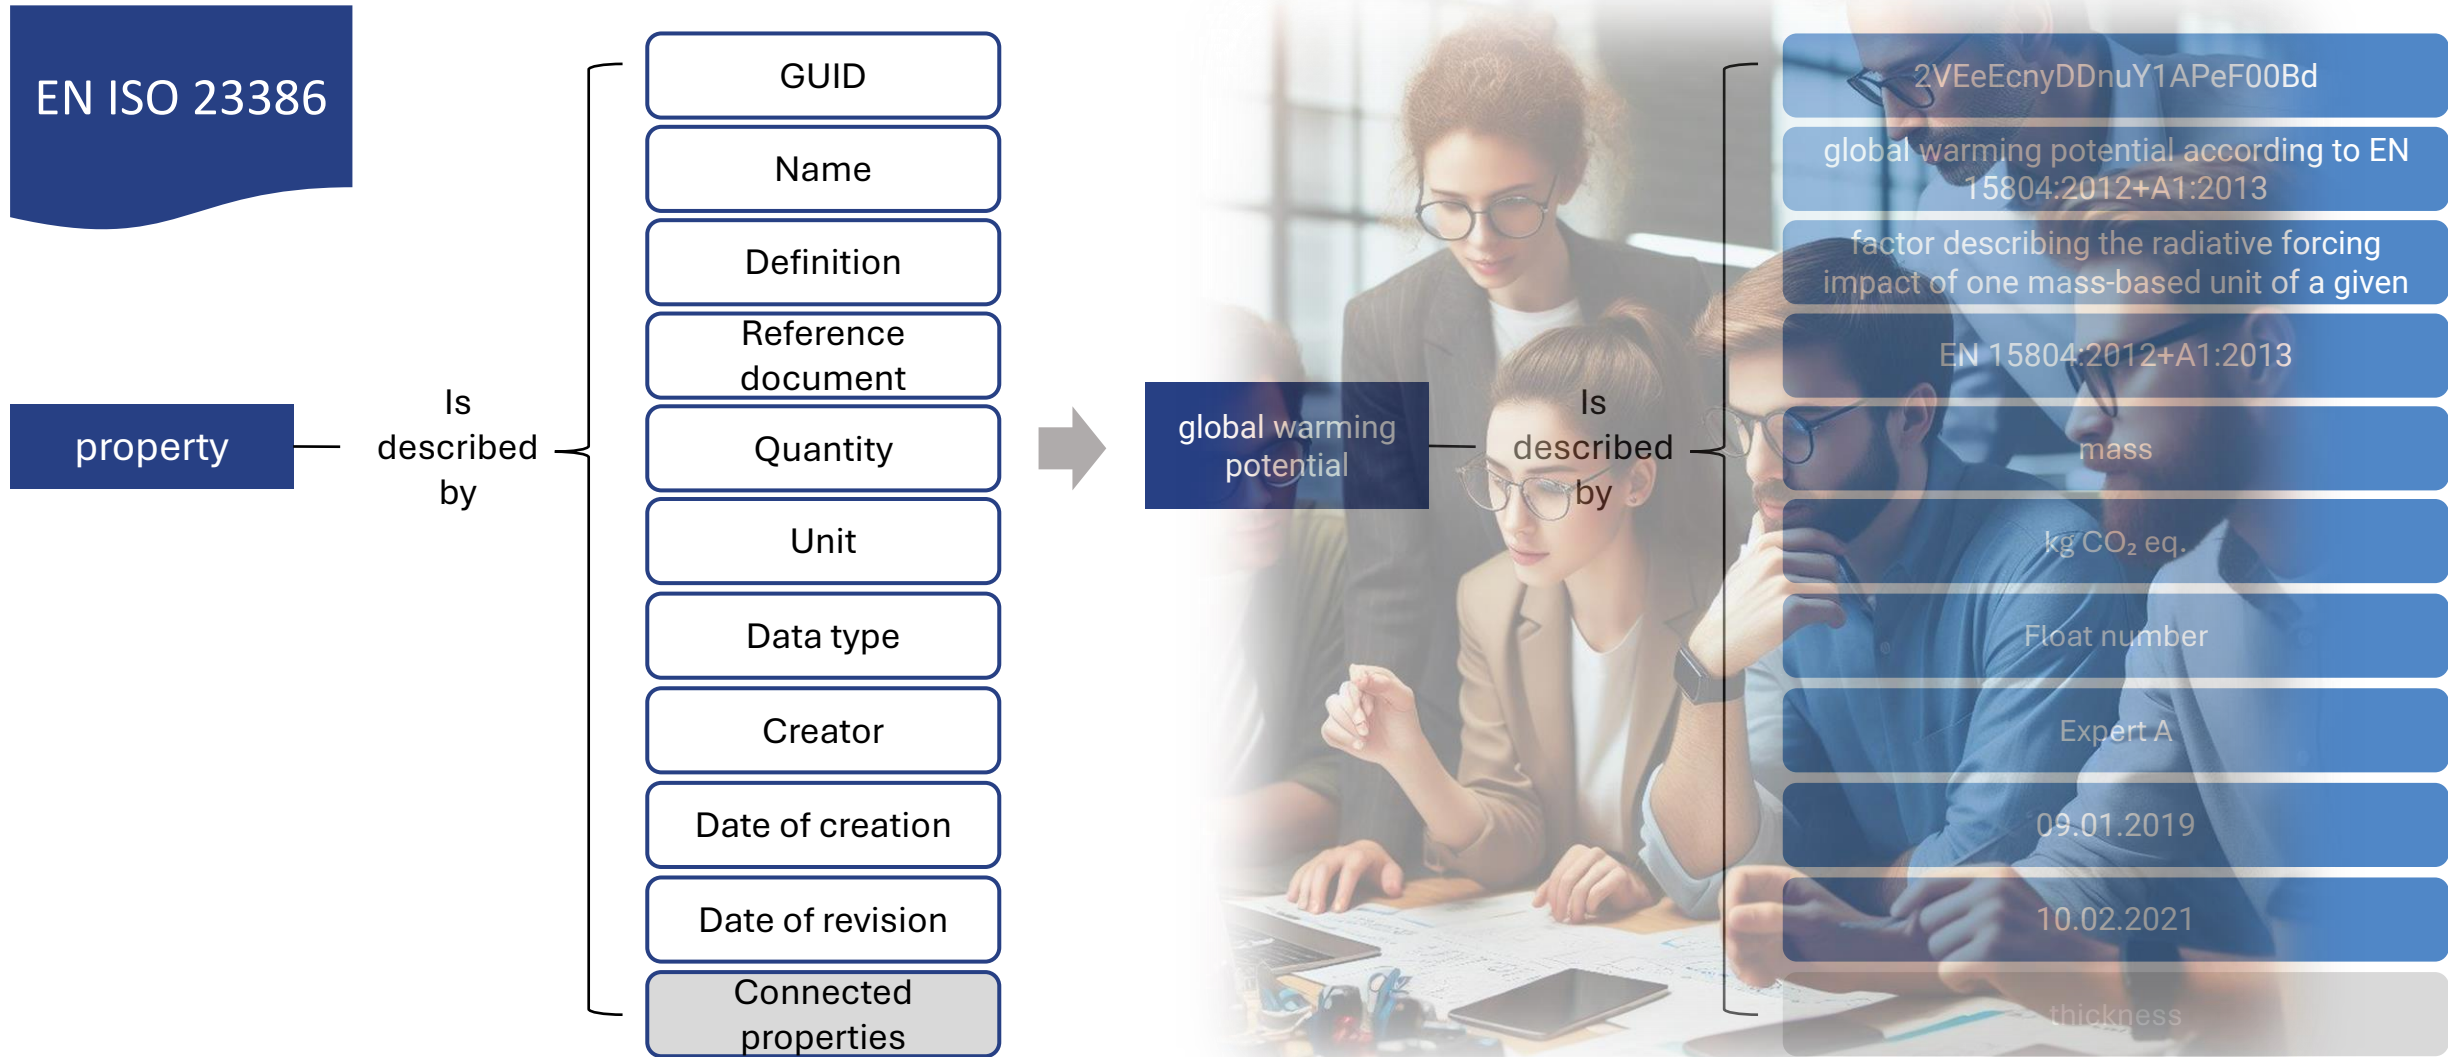 EN ISO 23386
property
Is
described
by
GUID
Name
Definition
Reference
document
Quantity
Unit
Data type
Creator
Date of creation
Date of revision
Connected
properties
global warming
potential
Is
described
by
2VEeEcnyDDnuY1APeF00Bd
global warming potential according to EN
15804:2012+A1:2013
factor describing the radiative forcing
impact of one mass-based unit of a given
EN 15804:2012+A1:2013
mass
kg CO₂ eq.
Float number
Expert A
09.01.2019
10.02.2021
thickness